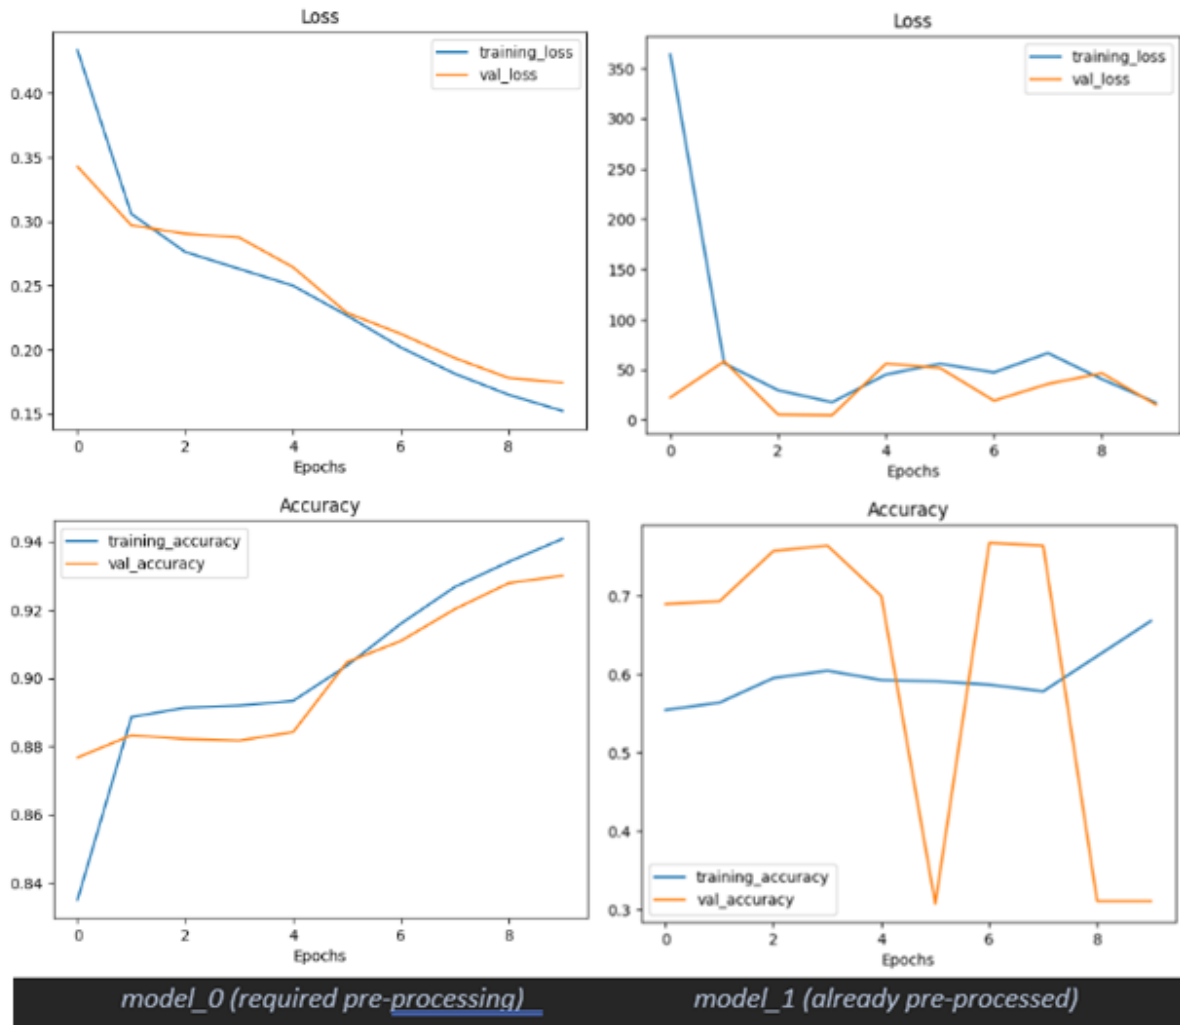 Loss
training_loss
val_loss
0.40
0.35
0.30
0.25
0.20
0.15
0 2 4 6 8
Epochs
Loss
training_loss
val_loss
350
300
250
200
150
100
50
0
0 2 4 6 8
Epochs
Accuracy
training_accuracy
val_accuracy
0.94
0.92
0.90
0.88
0.86
0.84
0 2 4 6 8
Epochs
Accuracy
0.7
0.6
0.5
0.4
0.3
training_accuracy
val_accuracy
0 2 4 6 8
Epochs
model_0 (required pre-processing)
model_1 (already pre-processed)